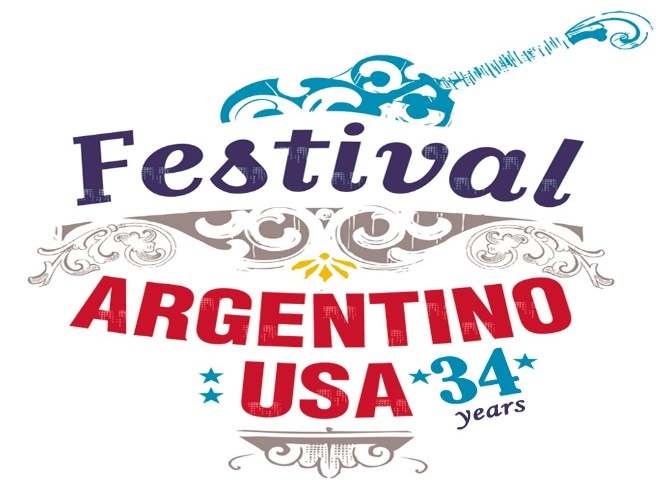 Festival
ARGENTINO
USA 34
years